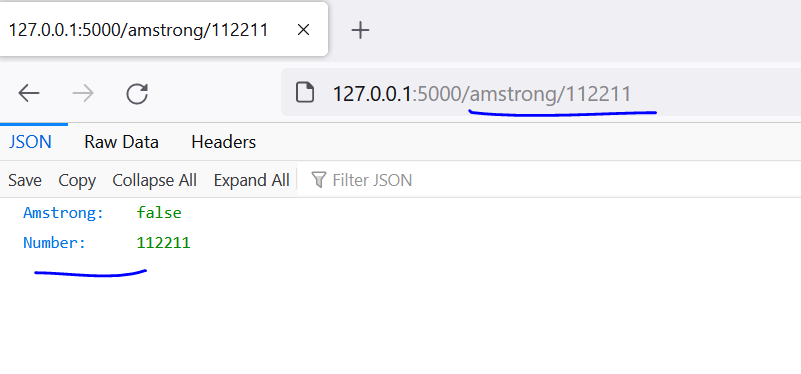 127.0.0.1:5000/amstrong/112211
127.0.0.1:5000/amstrong/112211
JSON Raw Data Headers
Save Copy Collapse All Expand All Filter JSON
Amstrong: false
Number: 112211